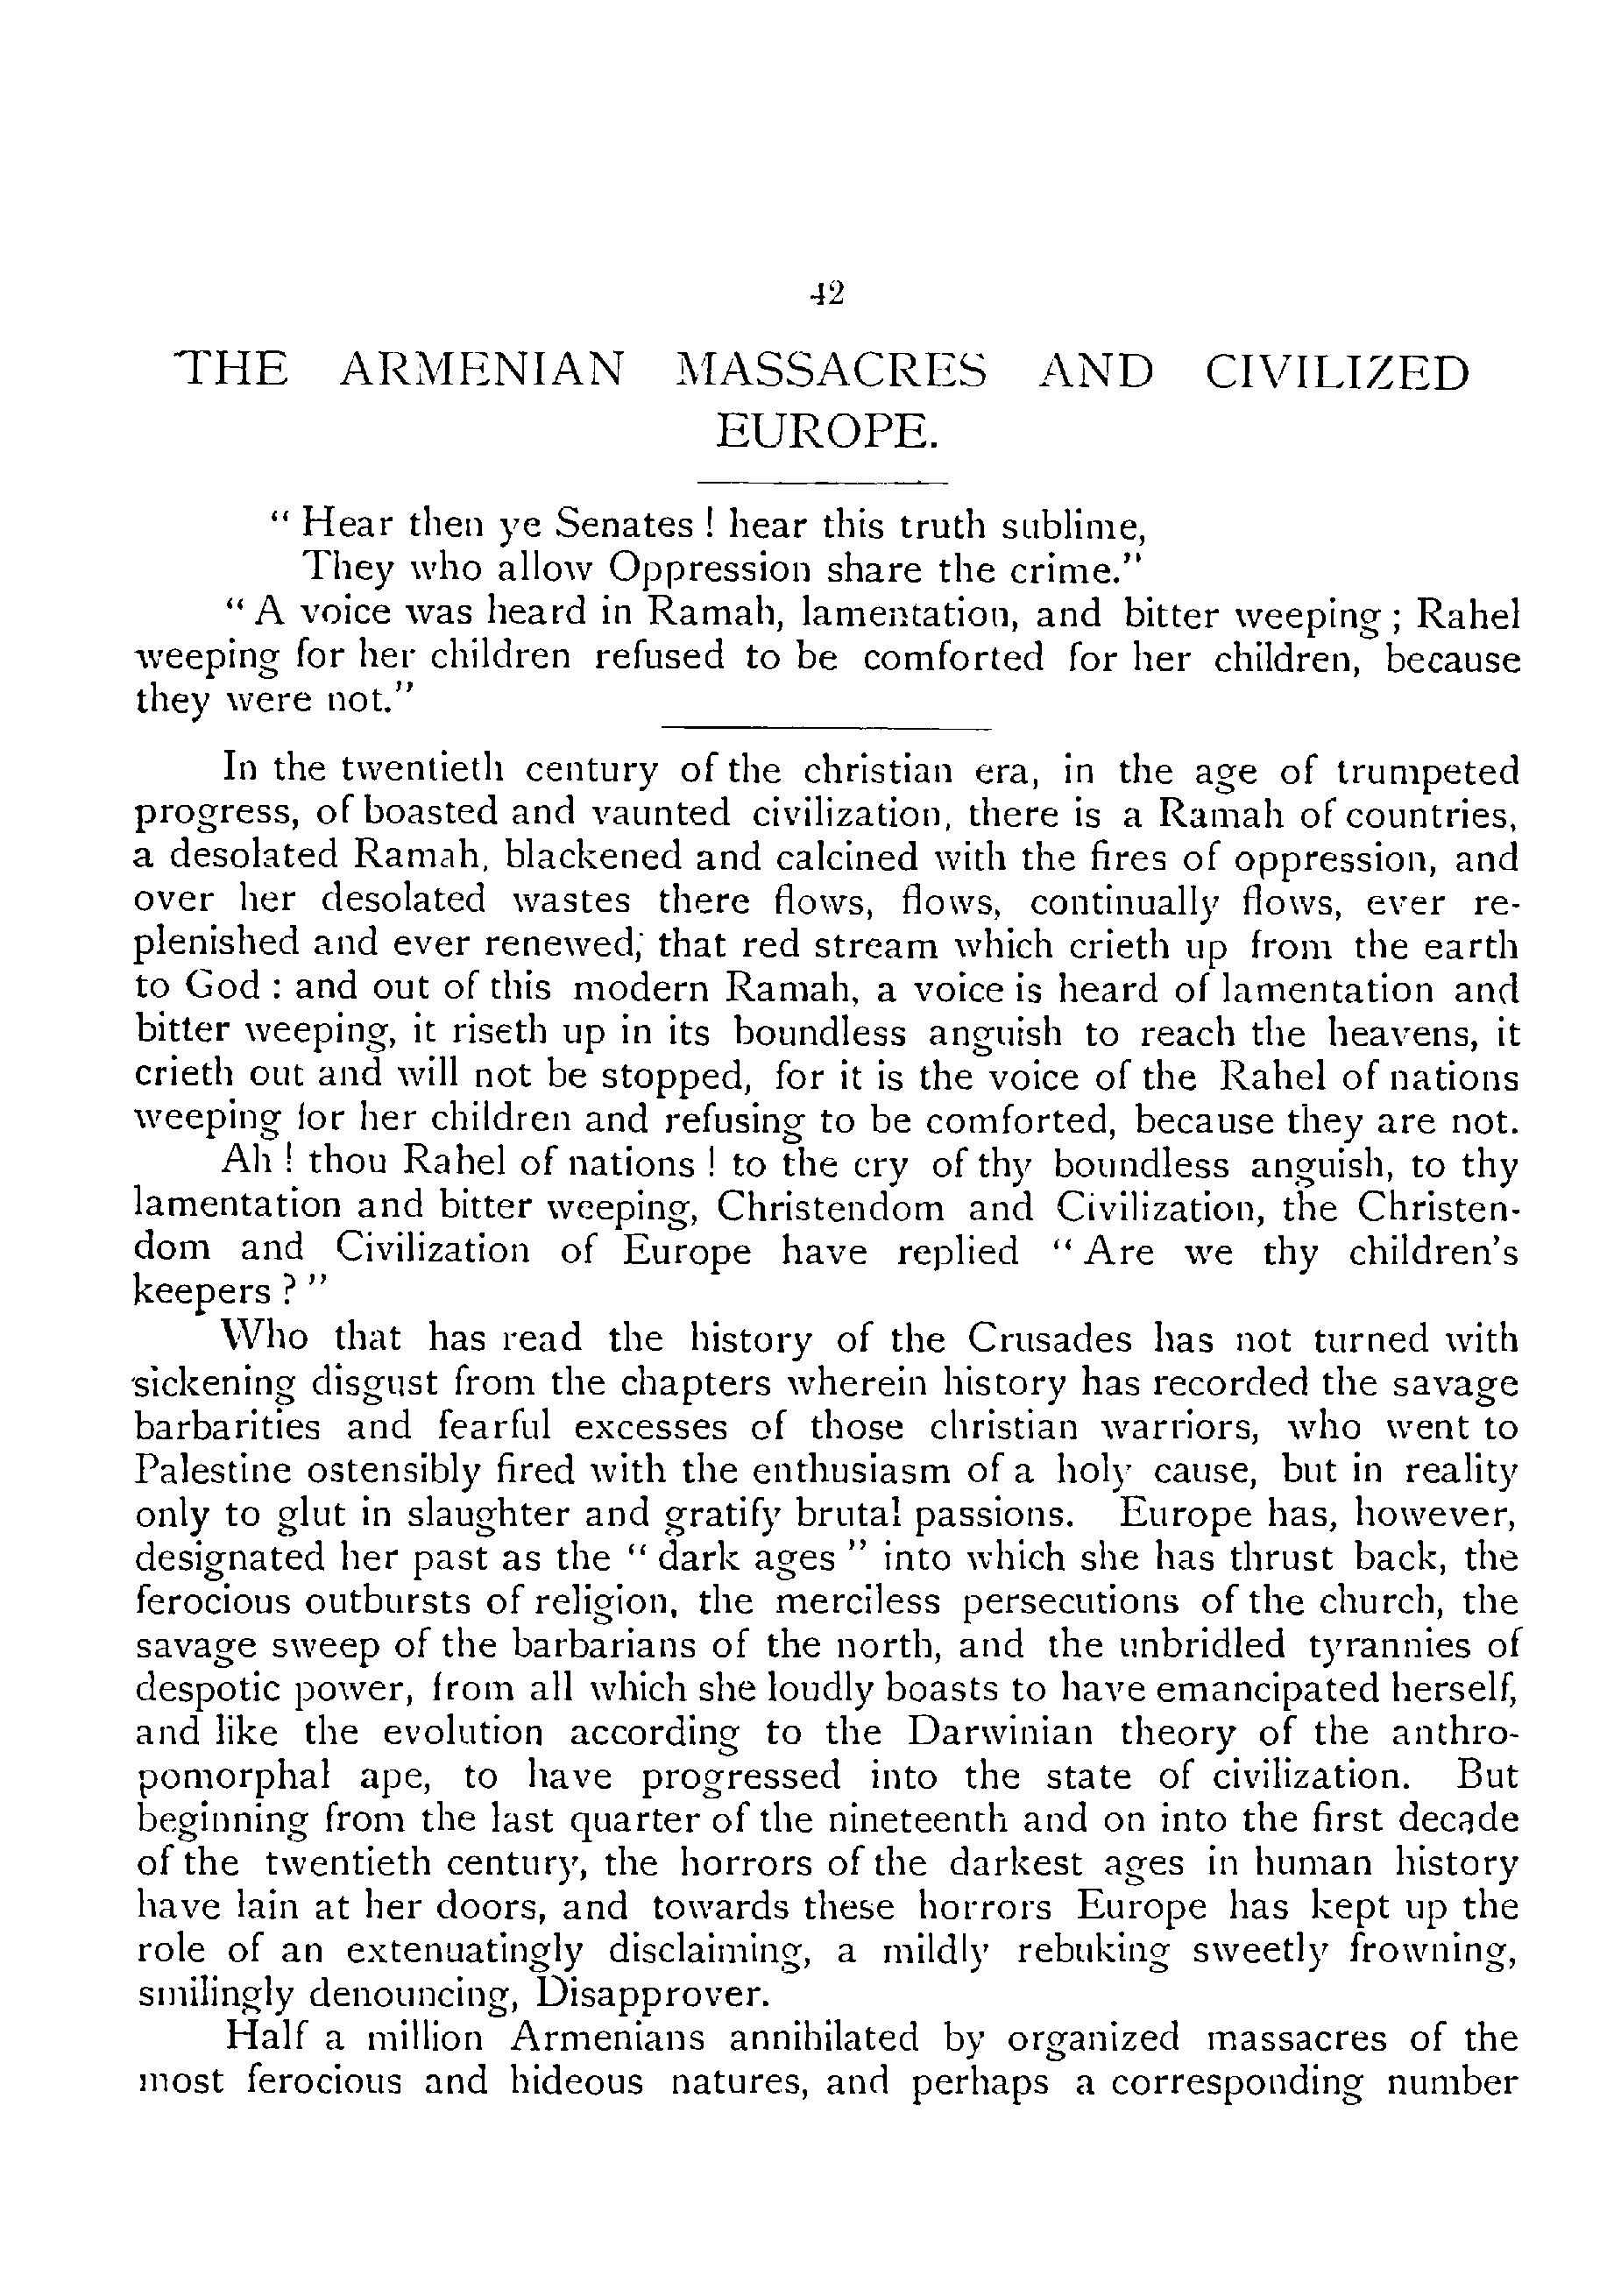 42
THE ARMENIAN MASSACRES AND CIVILIZED
EUROPE.
“ Hear then ye Senates ! hear this truth sublime,
They who allow Oppression share the crime.”
“ A voice was heard in Ramah, lamentation, and bitter weeping ; Rahel
weeping for her children refused to be comforted for her children, because
they were not.”
In the twentieth century of the christian era, in the age of trumpeted
progress, of boasted and vaunted civilization, there is a Ramah of countries,
a desolated Ramah, blackened and calcined with the fires of oppression, and
over her desolated wastes there flows, flows, continually flows, ever re-
plenished and ever renewed, that red stream which crieth up from the earth
to God : and out of this modern Ramah, a voice is heard of lamentation and
bitter weeping, it riseth up in its boundless anguish to reach the heavens, it
crieth out and will not be stopped, for it is the voice of the Rahel of nations
weeping for her children and refusing to be comforted, because they are not.
Ah ! thou Rahel of nations ! to the cry of thy boundless anguish, to thy
lamentation and bitter weeping, Christendom and Civilization, the Christen-
dom and Civilization of Europe have replied “ Are we thy children’s
keepers ? ”
Who that has read the history of the Crusades has not turned with
sickening disgust from the chapters wherein history has recorded the savage
barbarities and fearful excesses of those christian warriors, who went to
Palestine ostensibly fired with the enthusiasm of a holy cause, but in reality
only to glut in slaughter and gratify brutal passions. Europe has, however,
designated her past as the “ dark ages ” into which she has thrust back, the
ferocious outbursts of religion, the merciless persecutions of the church, the
savage sweep of the barbarians of the north, and the unbridled tyrannies of
despotic power, from all which she loudly boasts to have emancipated herself,
and like the evolution according to the Darwinian theory of the anthro-
pomorphal ape, to have progressed into the state of civilization. But
beginning from the last quarter of the nineteenth and on into the first decade
of the twentieth century, the horrors of the darkest ages in human history
have lain at her doors, and towards these horrors Europe has kept up the
role of an extenuatingly disclaiming, a mildly rebuking sweetly frowning,
smilingly denouncing, Disapprover.
Half a million Armenians annihilated by organized massacres of the
most ferocious and hideous natures, and perhaps a corresponding number